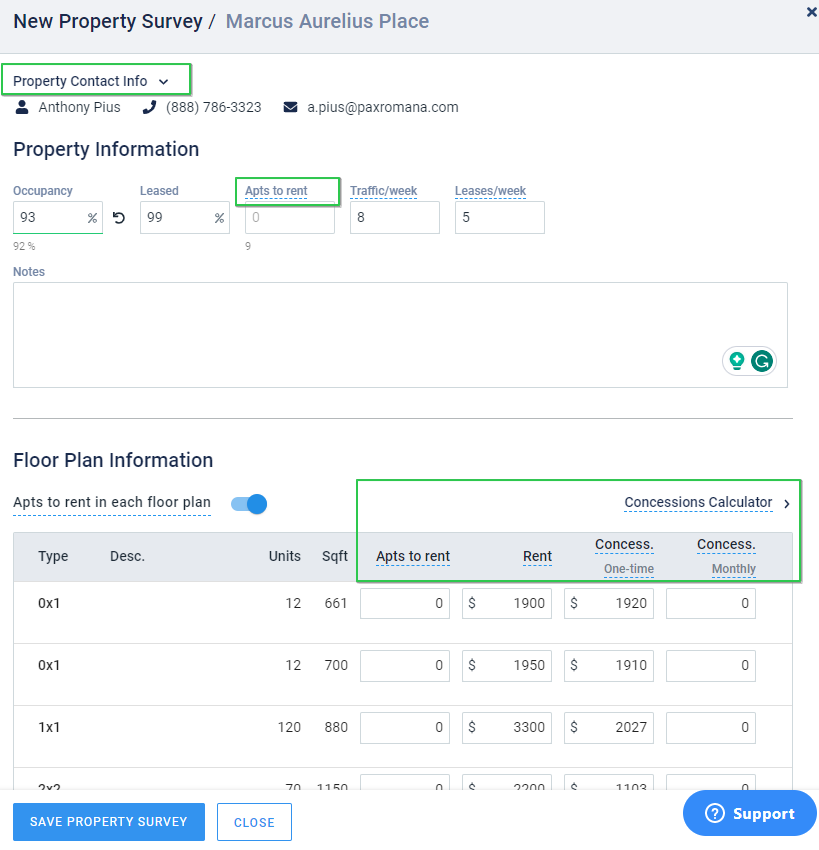 New Property Survey / Marcus Aurelius Place
Property Contact Info
Anthony Pius (888) 786-3323 a.pius@paxromana.com
Property Information
Occupancy Leased Apts to rent Traffic/week Leases/week
93 % 99 % 0 8 5
92 % 9
Notes
Floor Plan Information
Apts to rent in each floor plan Concessions Calculator
Type Desc. Units Sqft Apts to rent Rent Concess. One-time Concess. Monthly
0x1 12 661 0 $ 1900 $ 1920 0
0x1 12 700 0 $ 1950 $ 1910 0
1x1 120 880 0 $ 3300 $ 2027 0
2x2 70 1150 0 $ 2200 $ 1103 0
SAVE PROPERTY SURVEY CLOSE Support